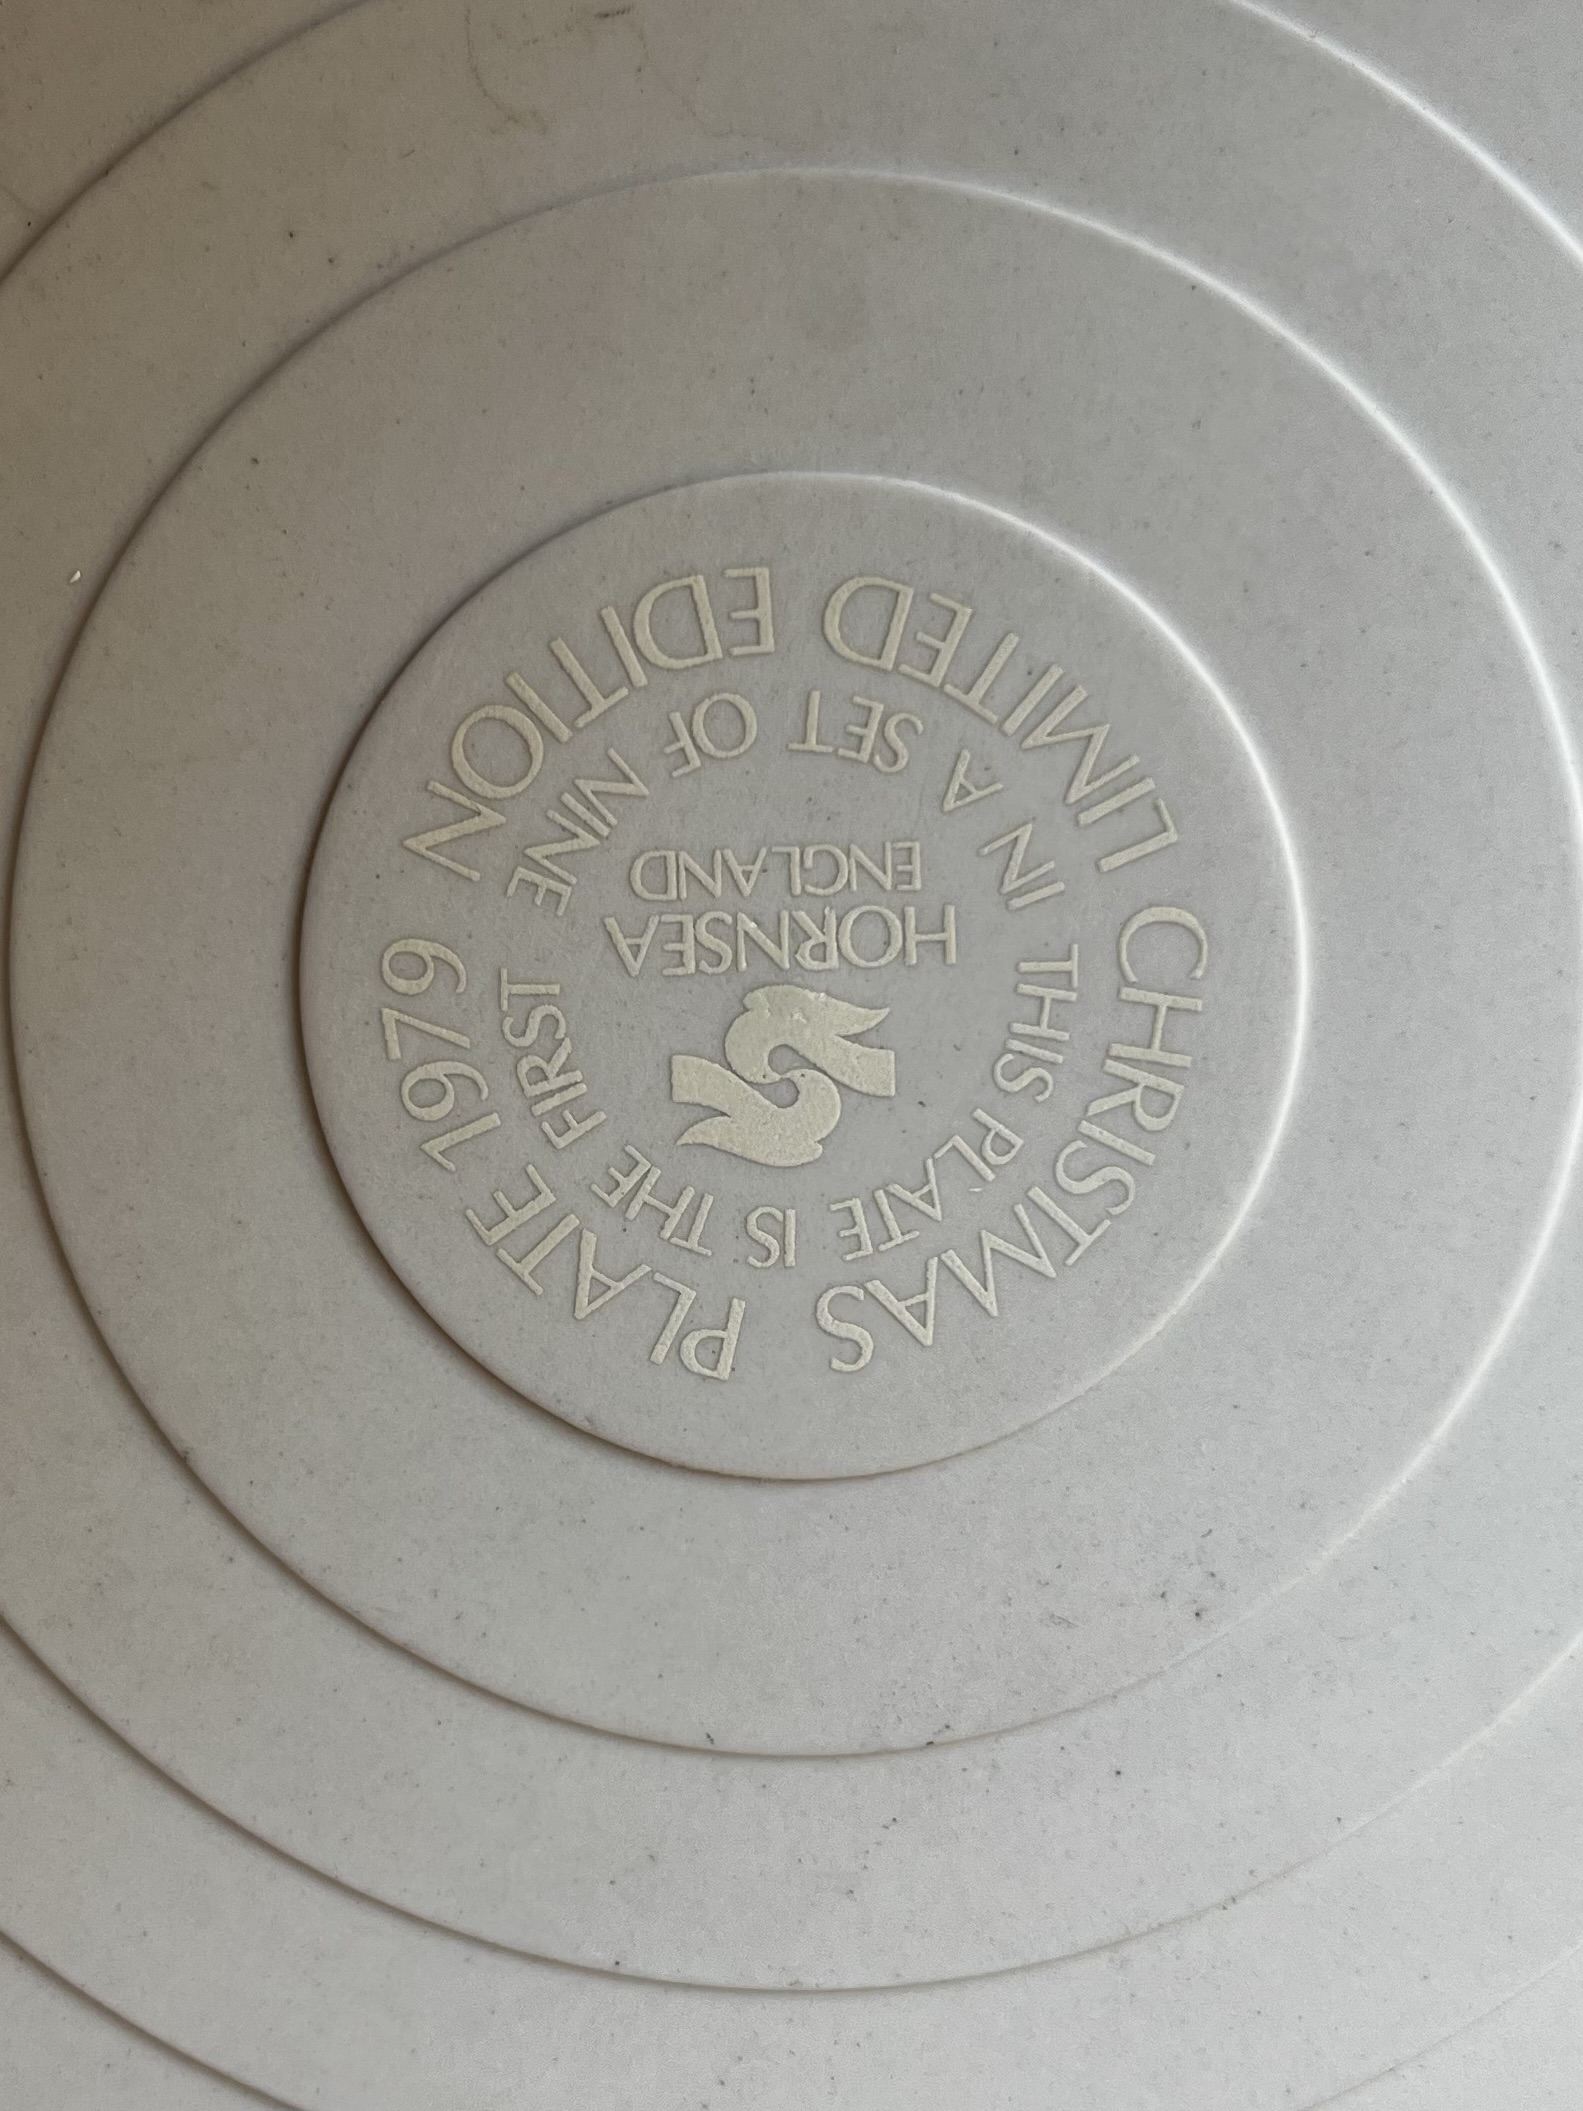 LIMITED EDITION
CHRISTMAS PLATE 1979
THIS PLATE IS THE FIRST
IN A SET OF NINE
HORNSEA
ENGLAND